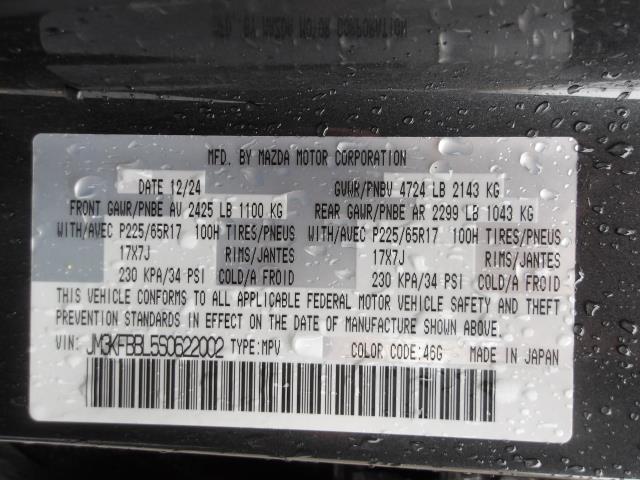 MFD. BY MAZDA MOTOR CORPORATION
DATE 12/24 GVWR/PNBV 4724 LB 2143 KG
FRONT GAWR/PNBE AV 2425 LB 1100 KG REAR GAWR/PNBE AR 2299 LB 1043 KG
WITH/AVEC P225/65R17 100H TIRES/PNEUS WITH/AVEC P225/65R17 100H TIRES/PNEUS
17X7J RIMS/JANTES 17X7J RIMS/JANTES
230 KPA/34 PSI COLD/A FROID 230 KPA/34 PSI COLD/A FROID
THIS VEHICLE CONFORMS TO ALL APPLICABLE FEDERAL MOTOR VEHICLE SAFETY AND THEFT
PREVENTION STANDARDS IN EFFECT ON THE DATE OF MANUFACTURE SHOWN ABOVE.
VIN: JM3KFBBL5S0622002 TYPE:MPV COLOR CODE:46G MADE IN JAPAN